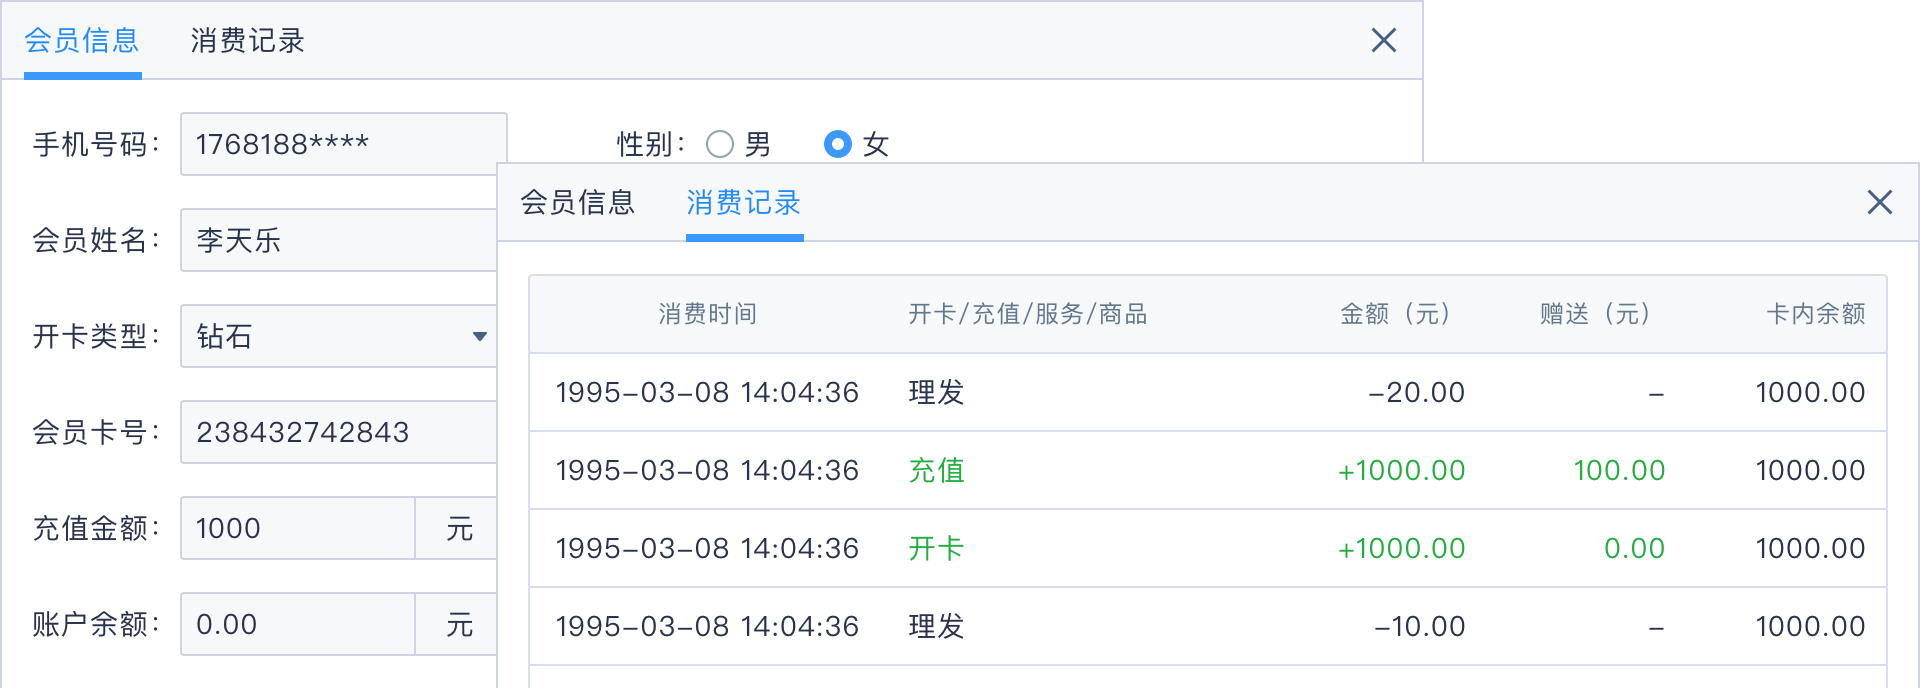 会员信息 消费记录
手机号码： 1768188**** 性别： 男 女
会员姓名： 李天乐
开卡类型： 钻石
会员卡号： 238432742843
充值金额： 1000 元
账户余额： 0.00 元
会员信息 消费记录
消费时间 开卡/充值/服务/商品 金额（元） 赠送（元） 卡内余额
1995-03-08 14:04:36 理发 -20.00 - 1000.00
1995-03-08 14:04:36 充值 +1000.00 100.00 1000.00
1995-03-08 14:04:36 开卡 +1000.00 0.00 1000.00
1995-03-08 14:04:36 理发 -10.00 - 1000.00